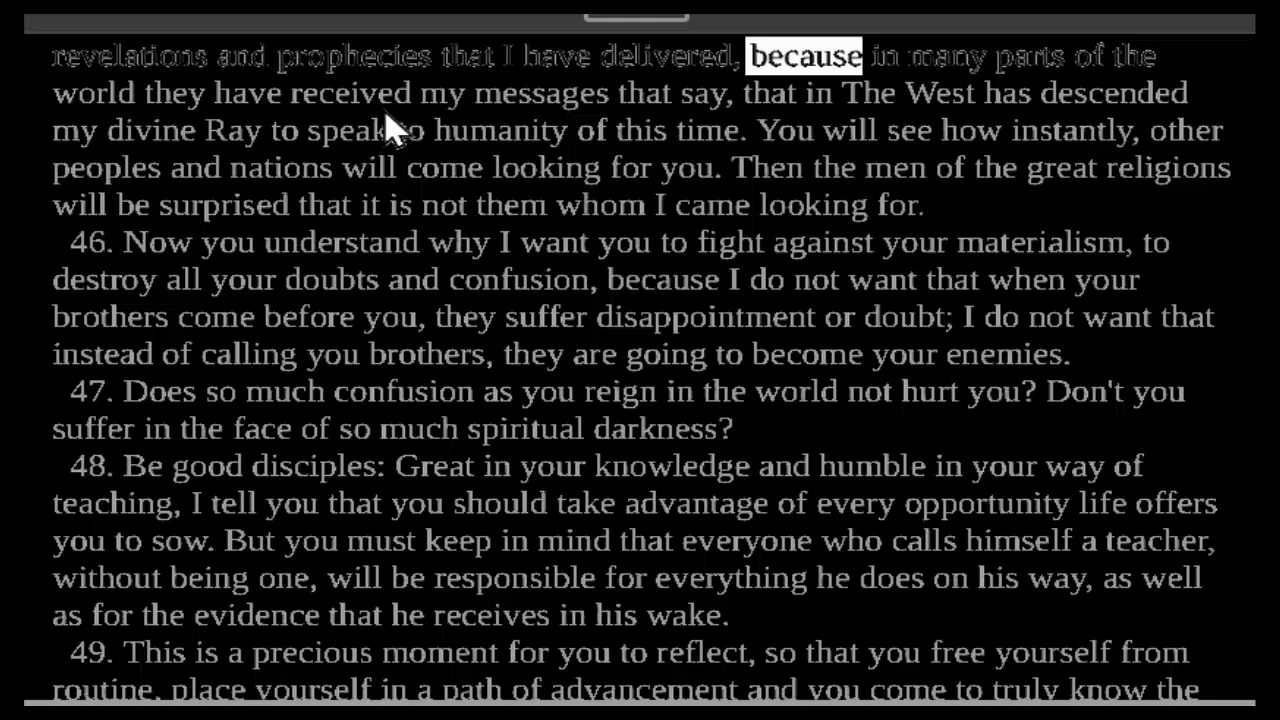 revelations and prophecies that I have delivered, because in many parts of the
world they have received my messages that say, that in The West has descended
my divine Ray to speak to humanity of this time. You will see how instantly, other
peoples and nations will come looking for you. Then the men of the great religions
will be surprised that it is not them whom I came looking for.
46. Now you understand why I want you to fight against your materialism, to
destroy all your doubts and confusion, because I do not want that when your
brothers come before you, they suffer disappointment or doubt; I do not want that
instead of calling you brothers, they are going to become your enemies.
47. Does so much confusion as you reign in the world not hurt you? Don't you
suffer in the face of so much spiritual darkness?
48. Be good disciples: Great in your knowledge and humble in your way of
teaching, I tell you that you should take advantage of every opportunity life offers
you to sow. But you must keep in mind that everyone who calls himself a teacher,
without being one, will be responsible for everything he does on his way, as well
as for the evidence that he receives in his wake.
49. This is a precious moment for you to reflect, so that you free yourself from
routine, place yourself in a path of advancement and you come to truly know the